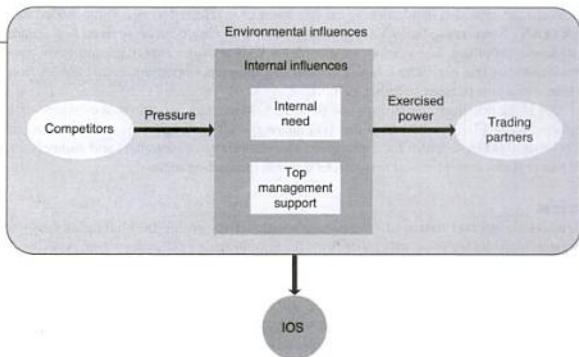 Environmental influences
Internal influences
Competitors
Pressure
Internal
need
Top
management
support
Exercised
power
Trading
partners
IOS